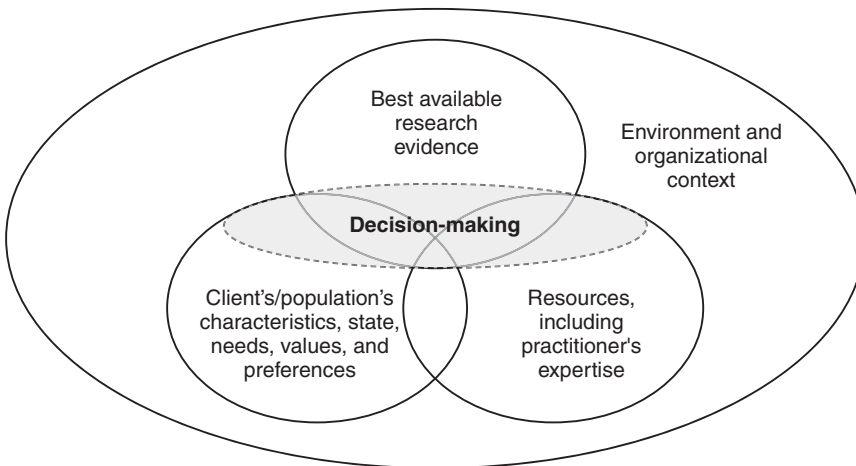 Best available
research
evidence
Environment and
organizational
context
Decision-making
Client’s/population’s
characteristics, state,
needs, values, and
preferences
Resources,
including
practitioner's
expertise